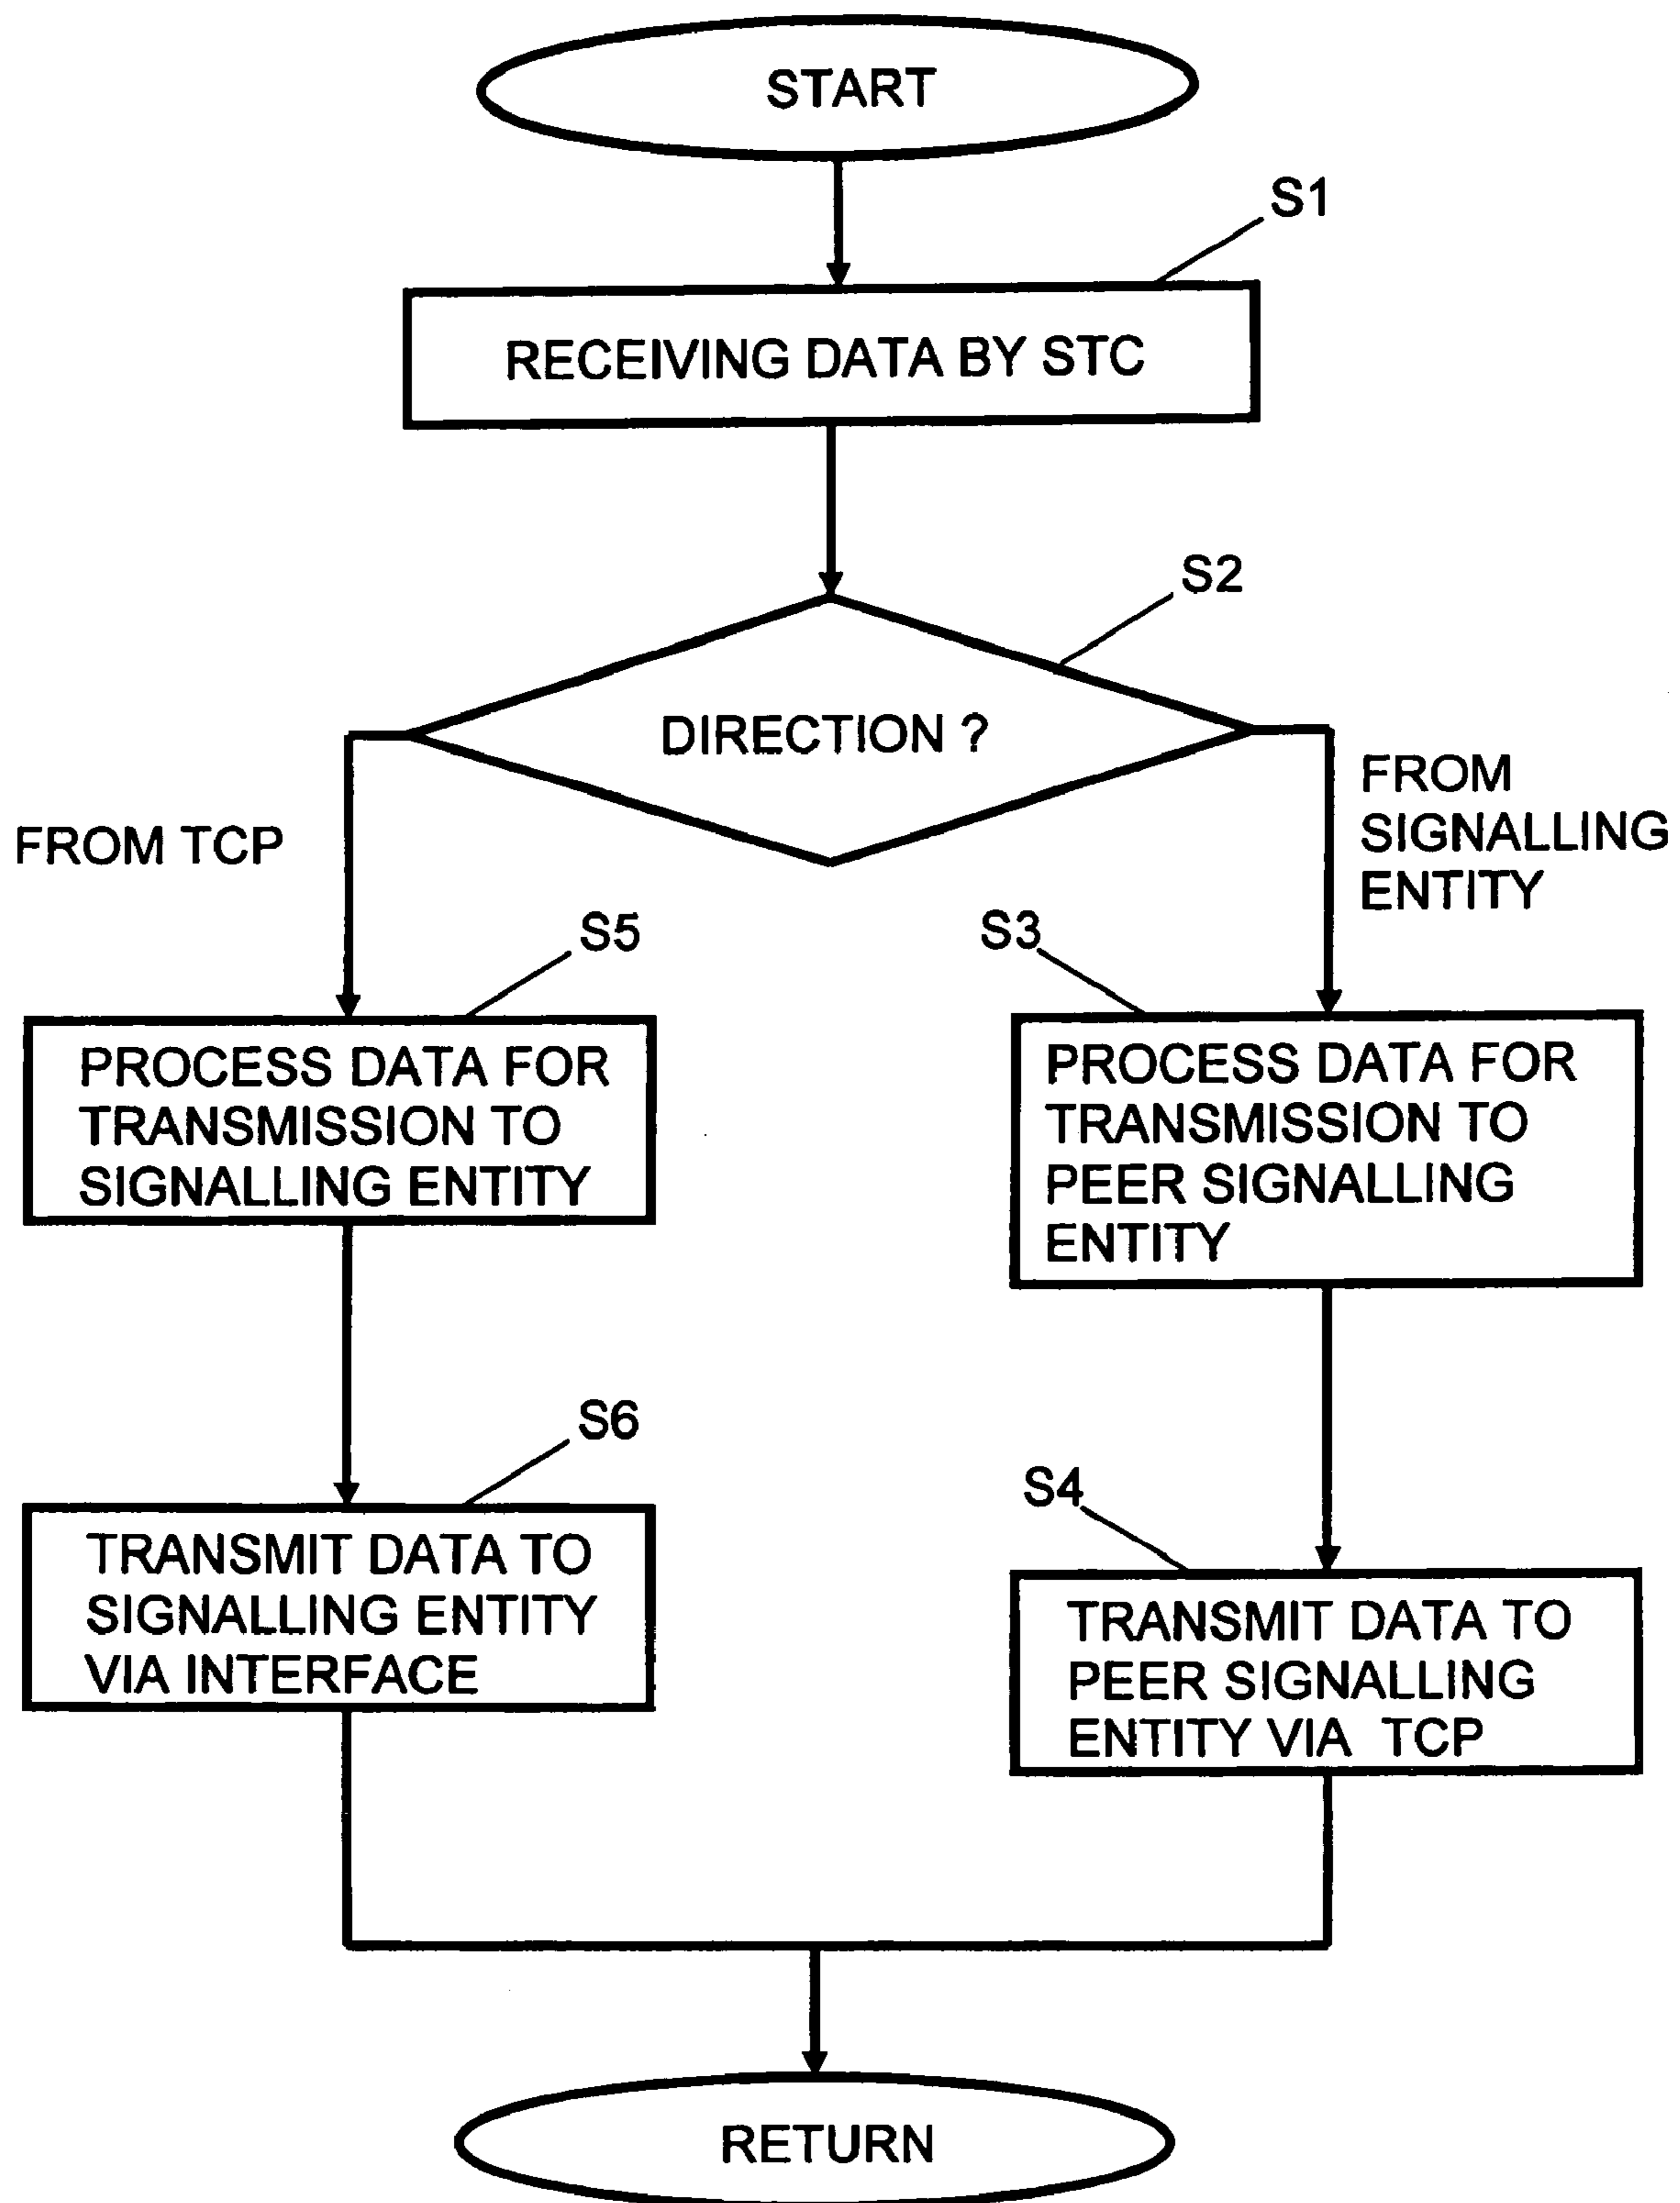 START
S1
RECEIVING DATA BY STC
S2
DIRECTION ?
FROM TCP
FROM
SIGNALLING
ENTITY
S5
S3
PROCESS DATA FOR
TRANSMISSION TO
SIGNALLING ENTITY
PROCESS DATA FOR
TRANSMISSION TO
PEER SIGNALLING
ENTITY
S6
S4
TRANSMIT DATA TO
SIGNALLING ENTITY
VIA INTERFACE
TRANSMIT DATA TO
PEER SIGNALLING
ENTITY VIA TCP
RETURN